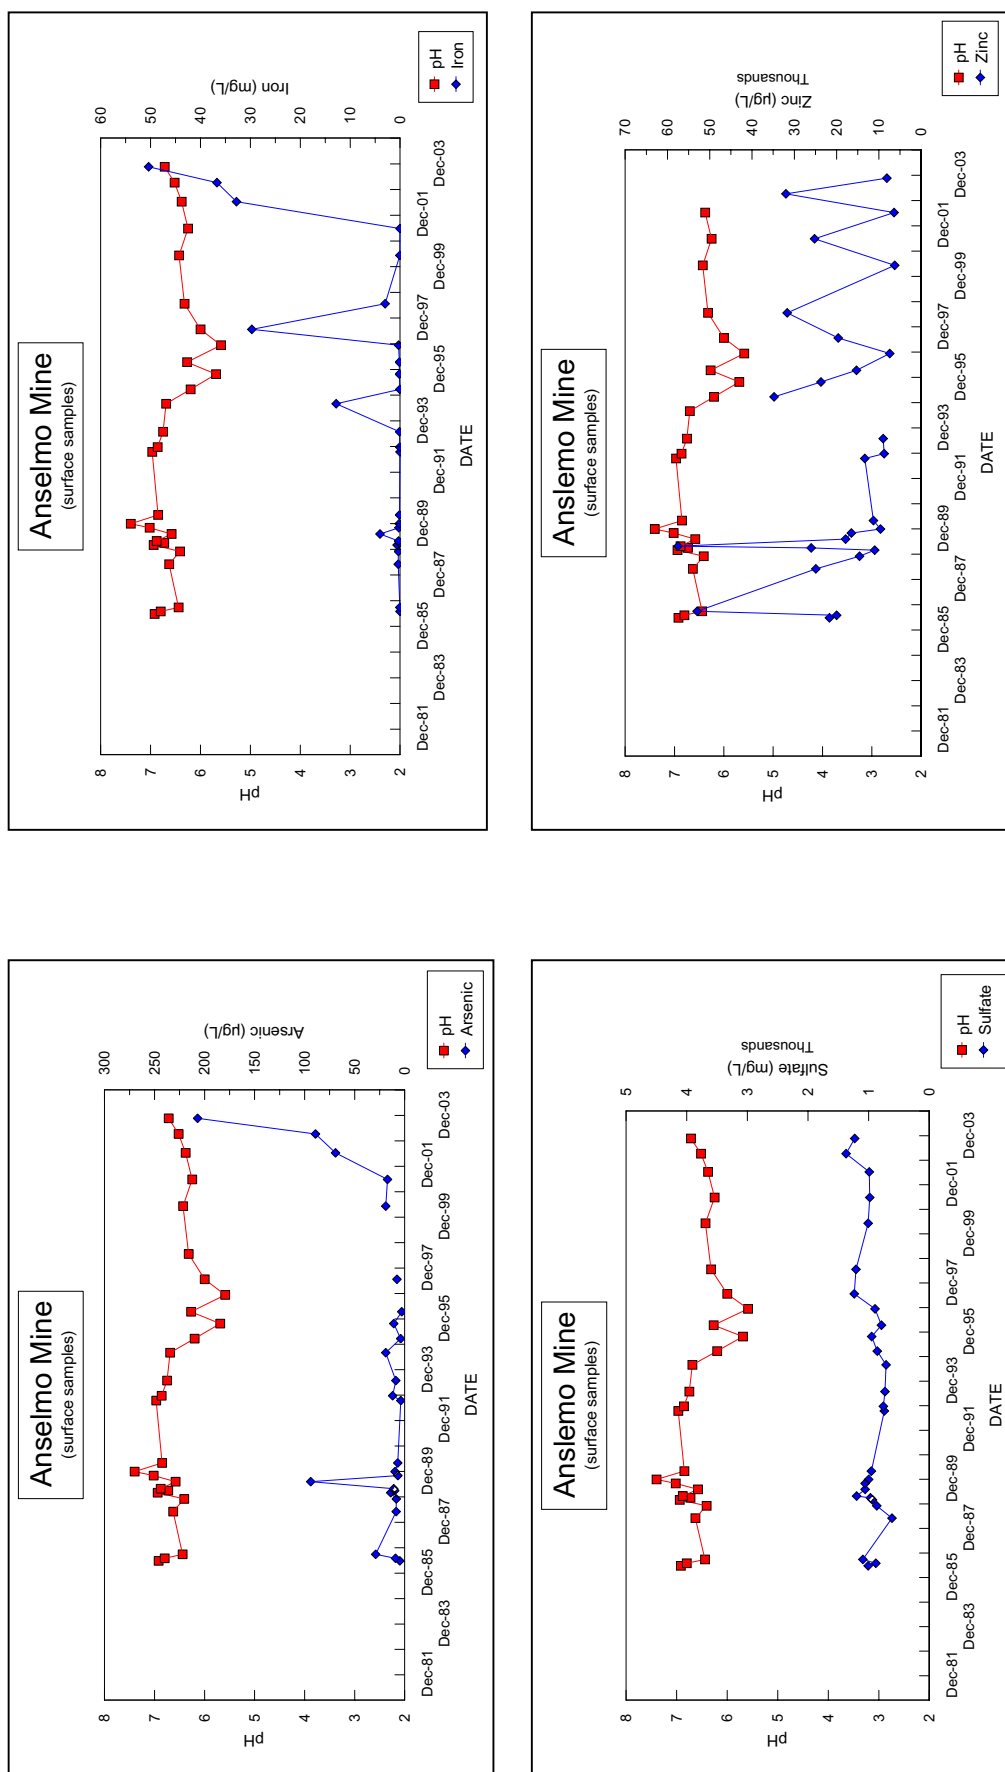 Anselmo Mine
(surface samples)
300
250
200
150
100
50
0
Arsenic (µg/L)
8
7
6
5
4
3
2
pH
Dec-81
Dec-83
Dec-85
Dec-87
Dec-89
Dec-91
Dec-93
Dec-95
Dec-97
Dec-99
Dec-01
Dec-03
DATE
pH
Arsenic
Anselmo Mine
(surface samples)
60
50
40
30
20
10
0
Iron (mg/L)
8
7
6
5
4
3
2
pH
Dec-81
Dec-83
Dec-85
Dec-87
Dec-89
Dec-91
Dec-93
Dec-95
Dec-97
Dec-99
Dec-01
Dec-03
DATE
pH
Iron
Anslemo Mine
(surface samples)
5
4
3
2
1
0
Sulfate (mg/L)
Thousands
8
7
6
5
4
3
2
pH
Dec-81
Dec-83
Dec-85
Dec-87
Dec-89
Dec-91
Dec-93
Dec-95
Dec-97
Dec-99
Dec-01
Dec-03
DATE
pH
Sulfate
Anslemo Mine
(surface samples)
70
60
50
40
30
20
10
0
Zinc (µg/L)
Thousands
8
7
6
5
4
3
2
pH
Dec-81
Dec-83
Dec-85
Dec-87
Dec-89
Dec-91
Dec-93
Dec-95
Dec-97
Dec-99
Dec-01
Dec-03
DATE
pH
Zinc